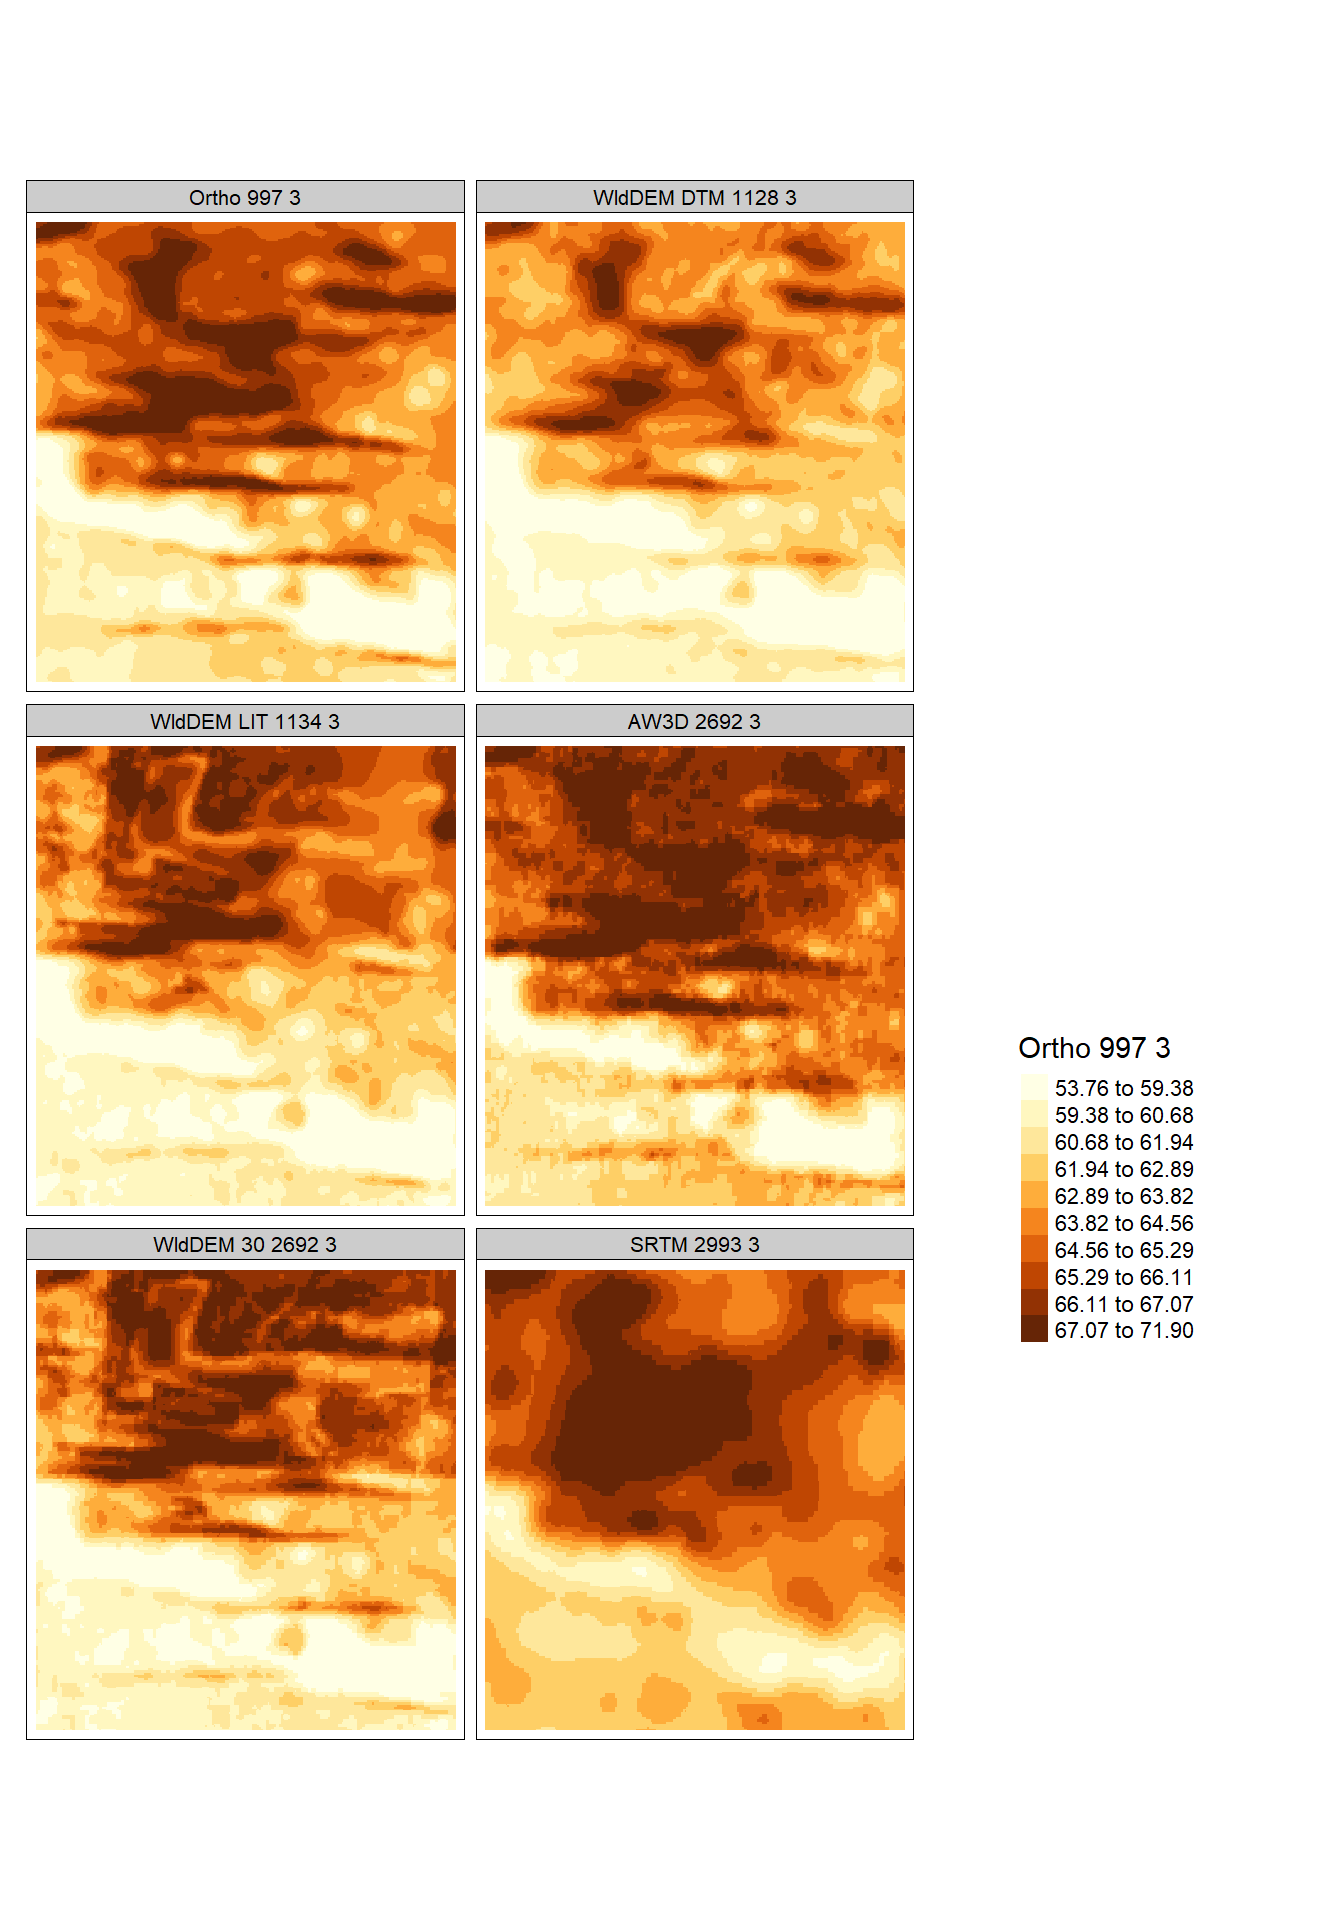 Ortho 997 3
WldDEM DTM 1128 3
WldDEM LIT 1134 3
AW3D 2692 3
WldDEM 30 2692 3
SRTM 2993 3
Ortho 997 3
53.76 to 59.38
59.38 to 60.68
60.68 to 61.94
61.94 to 62.89
62.89 to 63.82
63.82 to 64.56
64.56 to 65.29
65.29 to 66.11
66.11 to 67.07
67.07 to 71.90